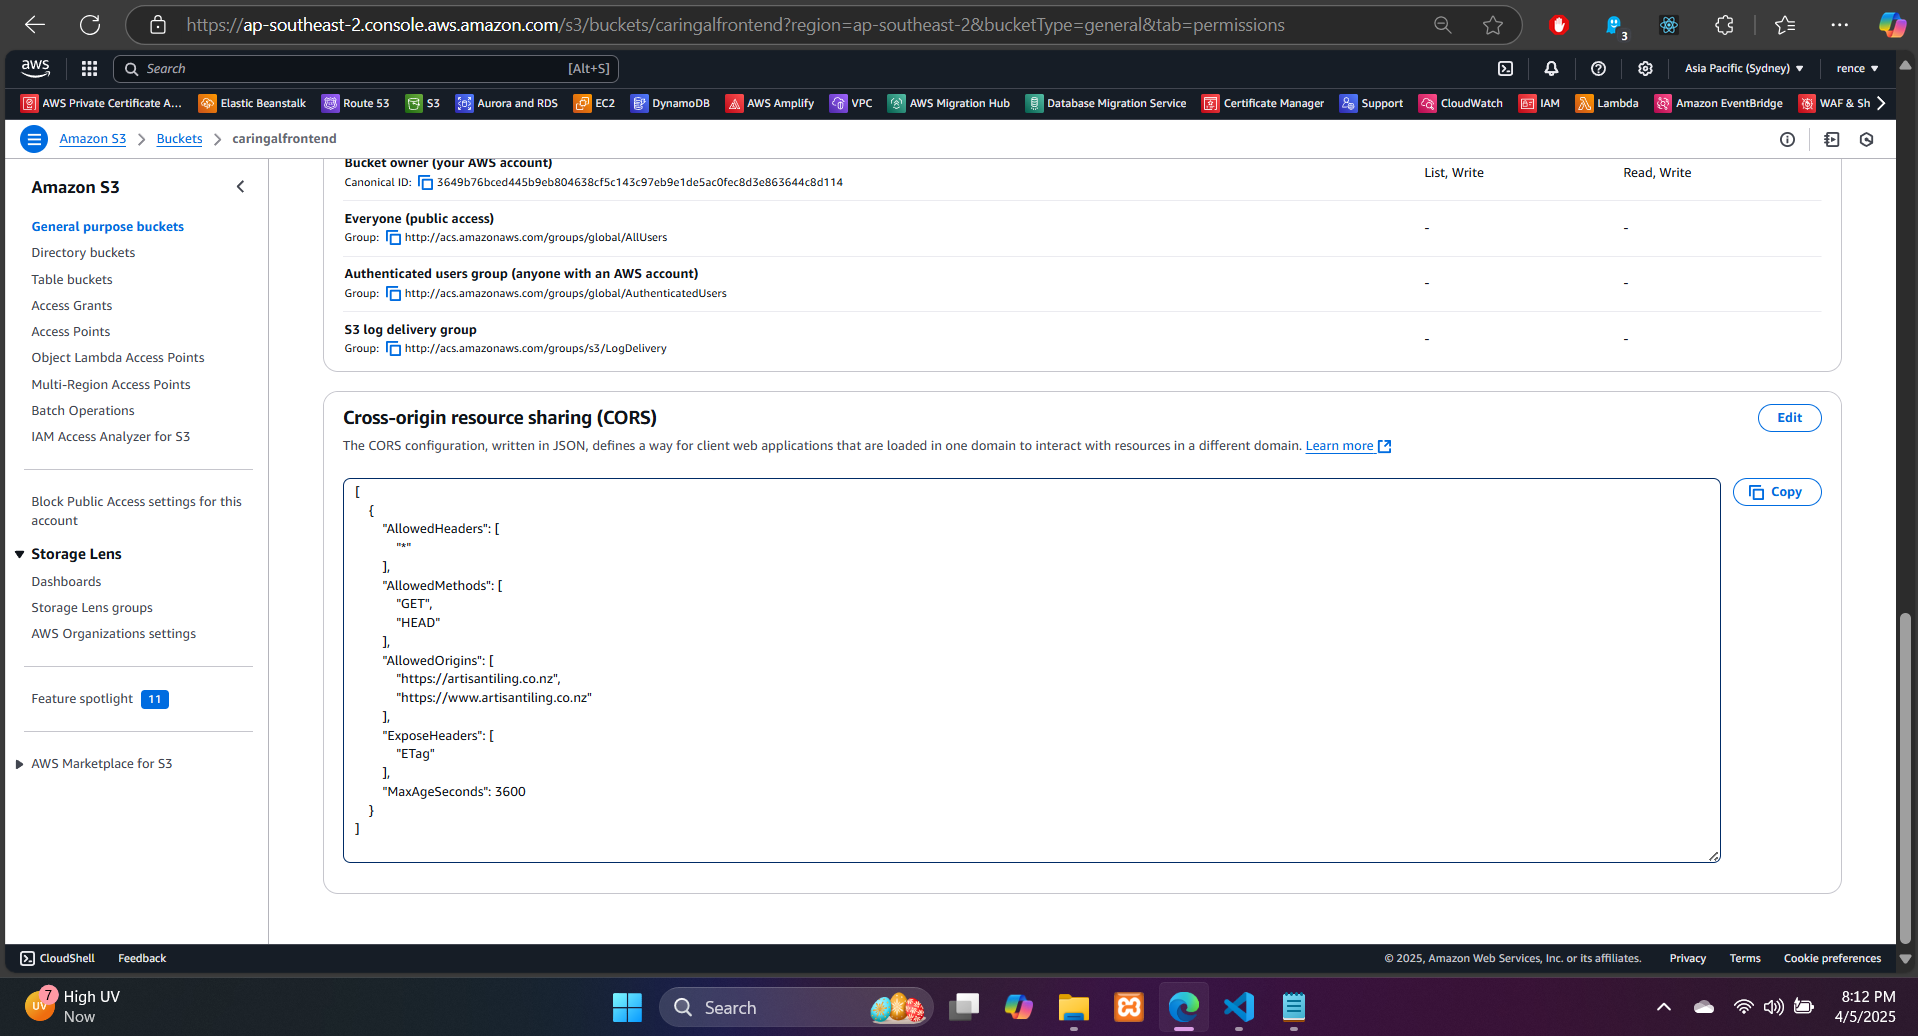 https://ap-southeast-2.console.aws.amazon.com/s3/buckets/caringalfrontend?region=ap-southeast-2&bucketType=general&tab=permissions
3
aws
Search [Alt+S]
Asia Pacific (Sydney)
rence
AWS Private Certificate A... Elastic Beanstalk Route 53 S3 Aurora and RDS EC2 DynamoDB AWS Amplify VPC AWS Migration Hub Database Migration Service Certificate Manager Support CloudWatch IAM Lambda Amazon EventBridge WAF & Sh
Amazon S3 > Buckets > caringalfrontend
Amazon S3
General purpose buckets
Directory buckets
Table buckets
Access Grants
Access Points
Object Lambda Access Points
Multi-Region Access Points
Batch Operations
IAM Access Analyzer for S3
Block Public Access settings for this
account
Storage Lens
Dashboards
Storage Lens groups
AWS Organizations settings
Feature spotlight 11
AWS Marketplace for S3
Bucket owner (your AWS account)
Canonical ID: 3649b76bced445b9eb804638cf5c143c97eb9e1de5ac0fec8d3e863644c8d114
List, Write Read, Write
Everyone (public access)
Group: http://acs.amazonaws.com/groups/global/AllUsers
- -
Authenticated users group (anyone with an AWS account)
Group: http://acs.amazonaws.com/groups/global/AuthenticatedUsers
- -
S3 log delivery group
Group: http://acs.amazonaws.com/groups/s3/LogDelivery
- -
Cross-origin resource sharing (CORS)
Edit
The CORS configuration, written in JSON, defines a way for client web applications that are loaded in one domain to interact with resources in a different domain. Learn more
Copy
[
{
"AllowedHeaders": [
"*"
],
"AllowedMethods": [
"GET",
"HEAD"
],
"AllowedOrigins": [
"https://artisantiling.co.nz",
"https://www.artisantiling.co.nz"
],
"ExposeHeaders": [
"ETag"
],
"MaxAgeSeconds": 3600
}
]
CloudShell Feedback
© 2025, Amazon Web Services, Inc. or its affiliates. Privacy Terms Cookie preferences
UV 7
High UV
Now
Search
8:12 PM
4/5/2025